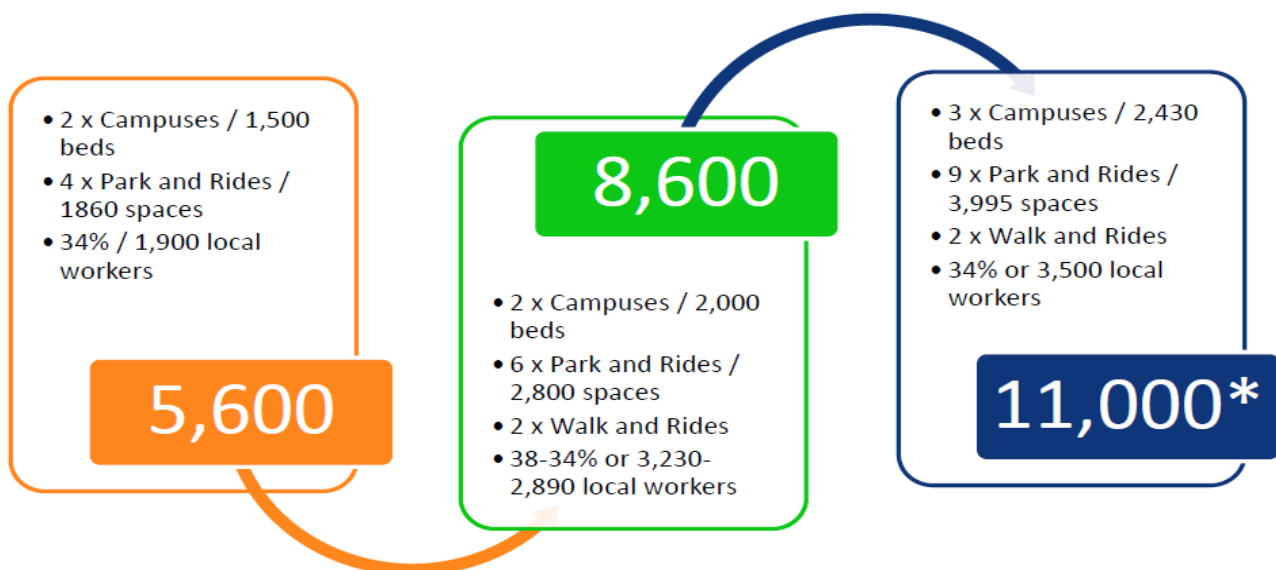 • 2 x Campuses / 1,500
beds
• 4 x Park and Rides /
1860 spaces
• 34% / 1,900 local
workers
5,600
8,600
• 2 x Campuses / 2,000
beds
• 6 x Park and Rides /
2,800 spaces
• 2 x Walk and Rides
• 38-34% or 3,230-
2,890 local workers
• 3 x Campuses / 2,430
beds
• 9 x Park and Rides /
3,995 spaces
• 2 x Walk and Rides
• 34% or 3,500 local
workers
11,000*